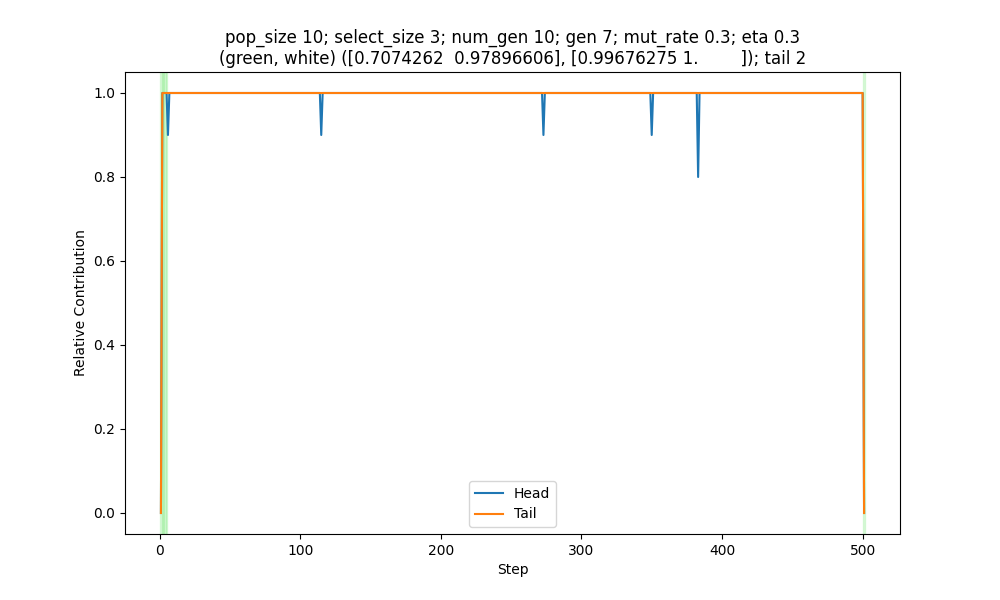 pop_size 10; select_size 3; num_gen 10; gen 7; mut_rate 0.3; eta 0.3
(green, white) ([0.7074262  0.97896606], [0.99676275 1.        ]); tail 2
1.0
0.8
0.6
0.4
0.2
0.0
Relative Contribution
Head
Tail
0 100 200 300 400 500
Step